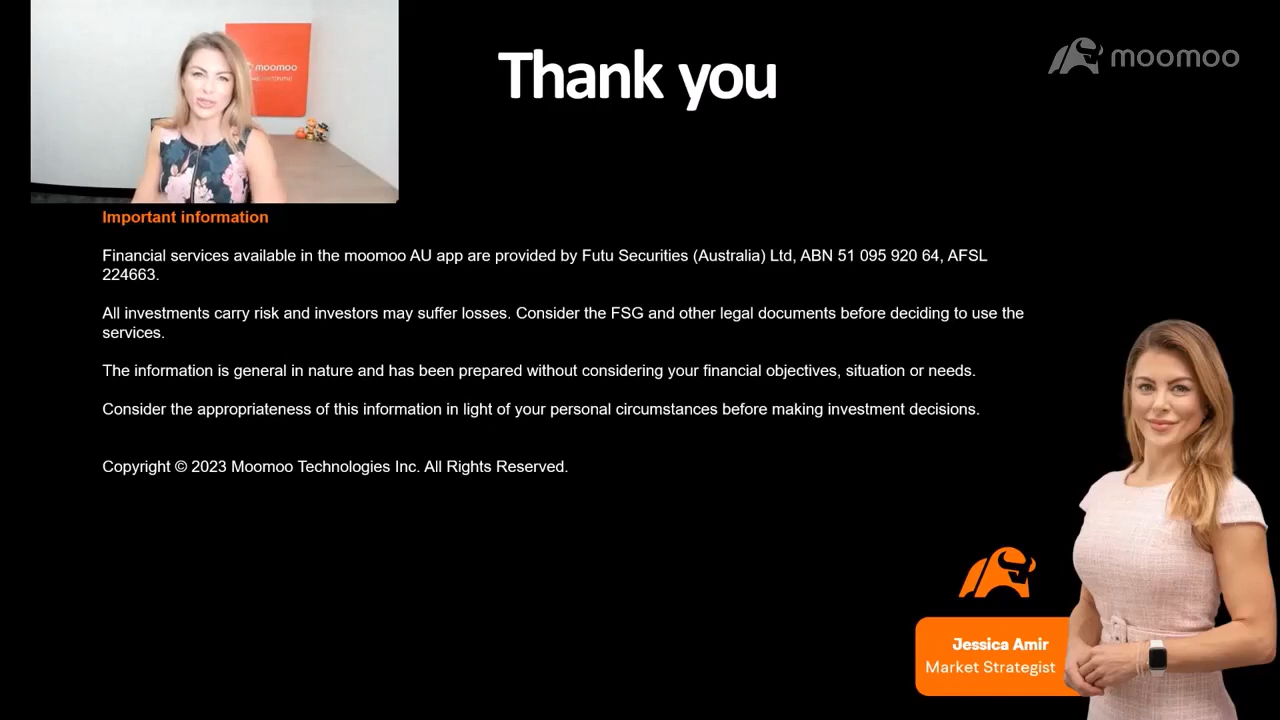 Thank you
moomoo
moomoo
Important information
Financial services available in the moomoo AU app are provided by Futu Securities (Australia) Ltd, ABN 51 095 920 64, AFSL
224663.
All investments carry risk and investors may suffer losses. Consider the FSG and other legal documents before deciding to use the
services.
The information is general in nature and has been prepared without considering your financial objectives, situation or needs.
Consider the appropriateness of this information in light of your personal circumstances before making investment decisions.
Copyright © 2023 Moomoo Technologies Inc. All Rights Reserved.
Jessica Amir
Market Strategist